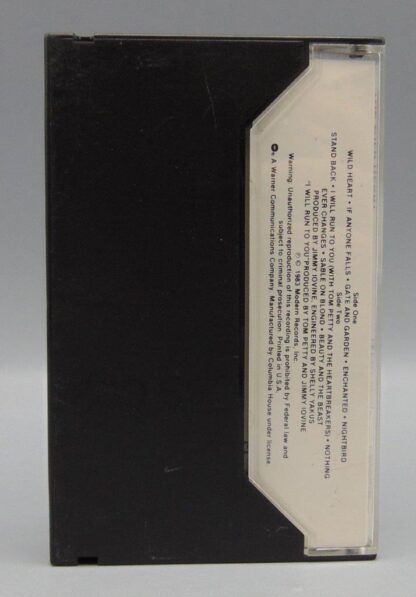 Side One
WILD HEART • IF ANYONE FALLS • GATE AND GARDEN • ENCHANTED • NIGHTBIRD
Side Two
STAND BACK • I WILL RUN TO YOU (WITH TOM PETTY AND THE HEARTBREAKERS) • NOTHING
EVER CHANGES • SABLE ON BLOND • BEAUTY AND THE BEAST
PRODUCED BY JIMMY IOVINE, ENGINEERED BY SHELLY YAKUS
"I WILL RUN TO YOU" PRODUCED BY TOM PETTY AND JIMMY IOVINE
℗ © 1983 Modern Records, Inc.
Warning: Unauthorized reproduction of this recording is prohibited by Federal law and
subject to criminal prosecution. Printed in U.S.A.
A Warner Communications Company. Manufactured by Columbia House under license.